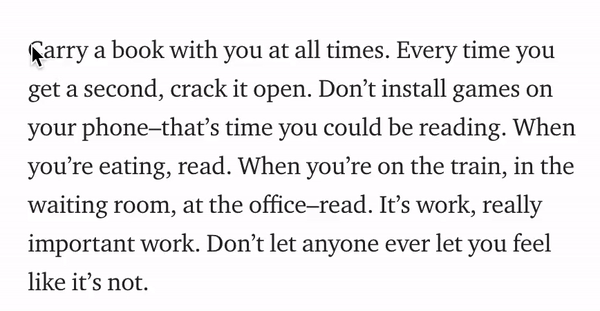 Carry a book with you at all times. Every time you
get a second, crack it open. Don’t install games on
your phone–that’s time you could be reading. When
you’re eating, read. When you’re on the train, in the
waiting room, at the office–read. It’s work, really
important work. Don’t let anyone ever let you feel
like it’s not.